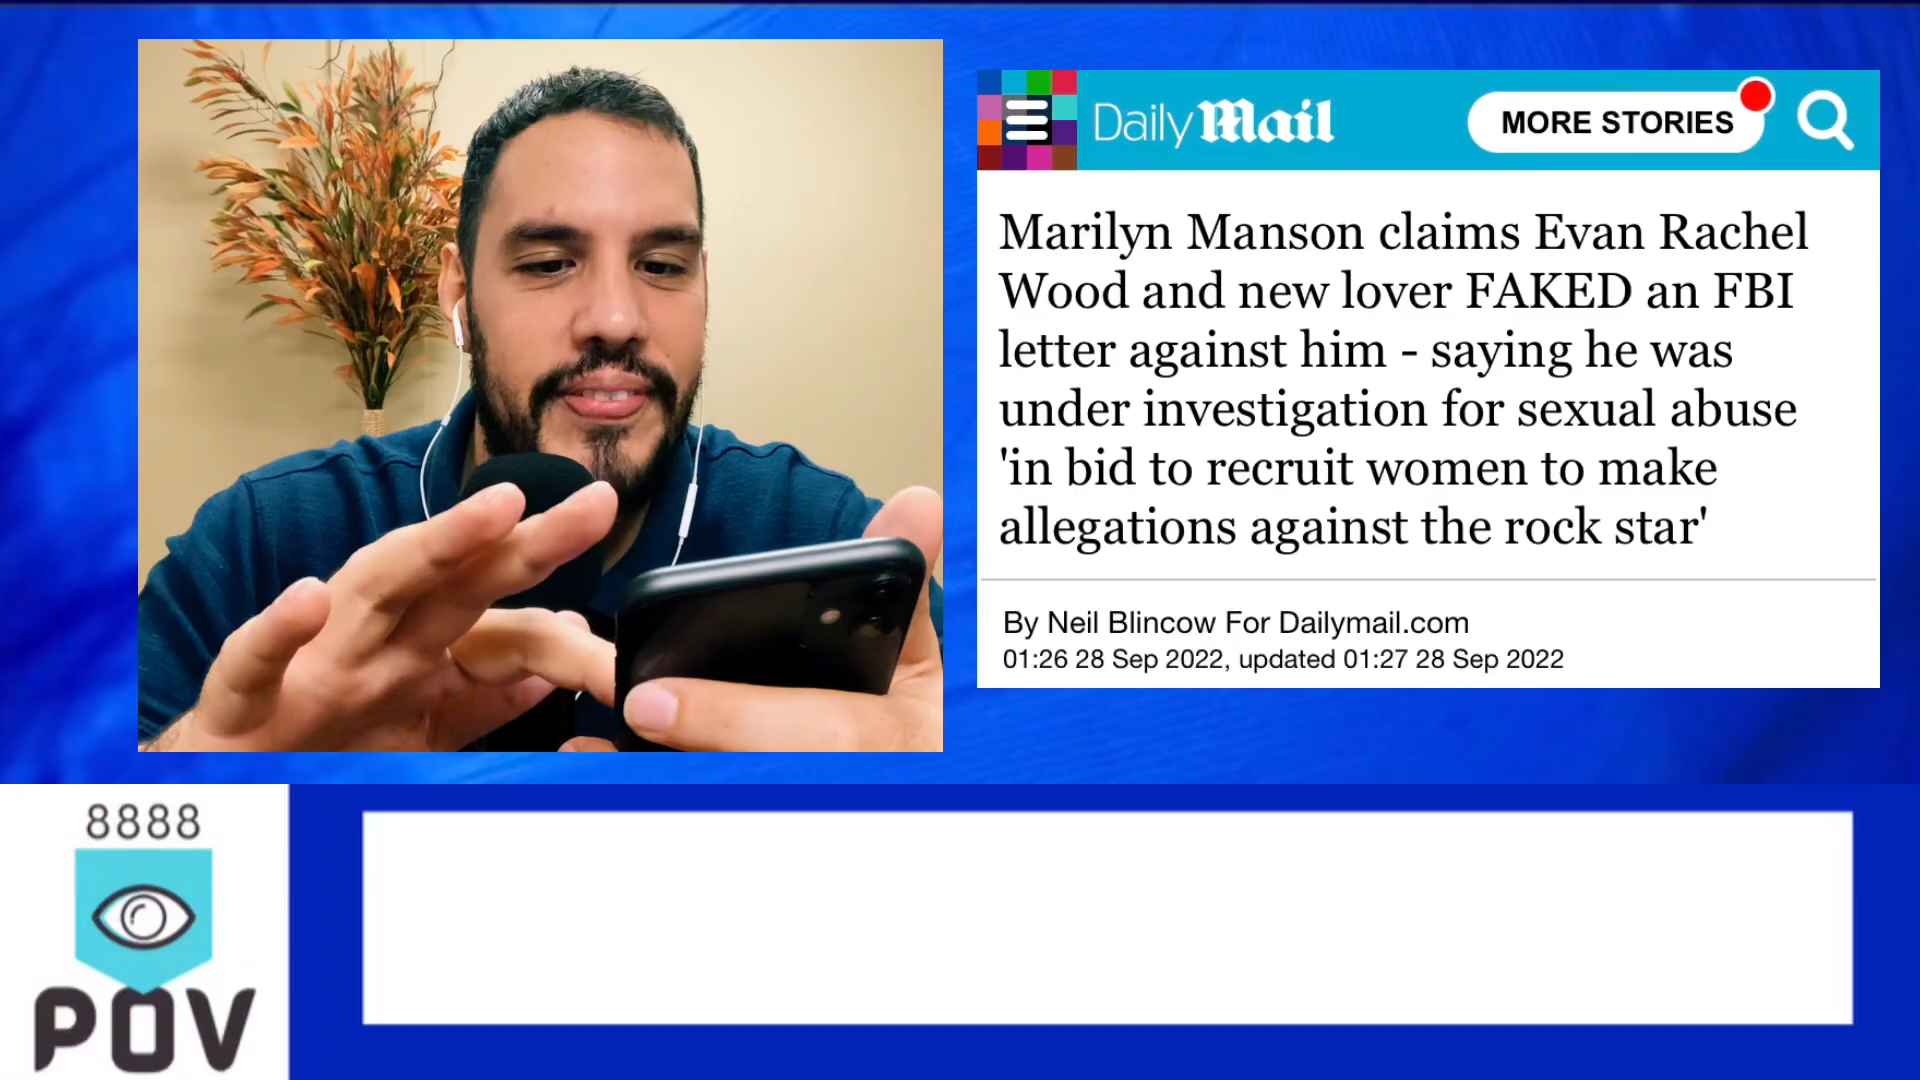 Daily Mail
MORE STORIES
Marilyn Manson claims Evan Rachel
Wood and new lover FAKED an FBI
letter against him - saying he was
under investigation for sexual abuse
'in bid to recruit women to make
allegations against the rock star'
By Neil Blincow For Dailymail.com
01:26 28 Sep 2022, updated 01:27 28 Sep 2022
8888
POV